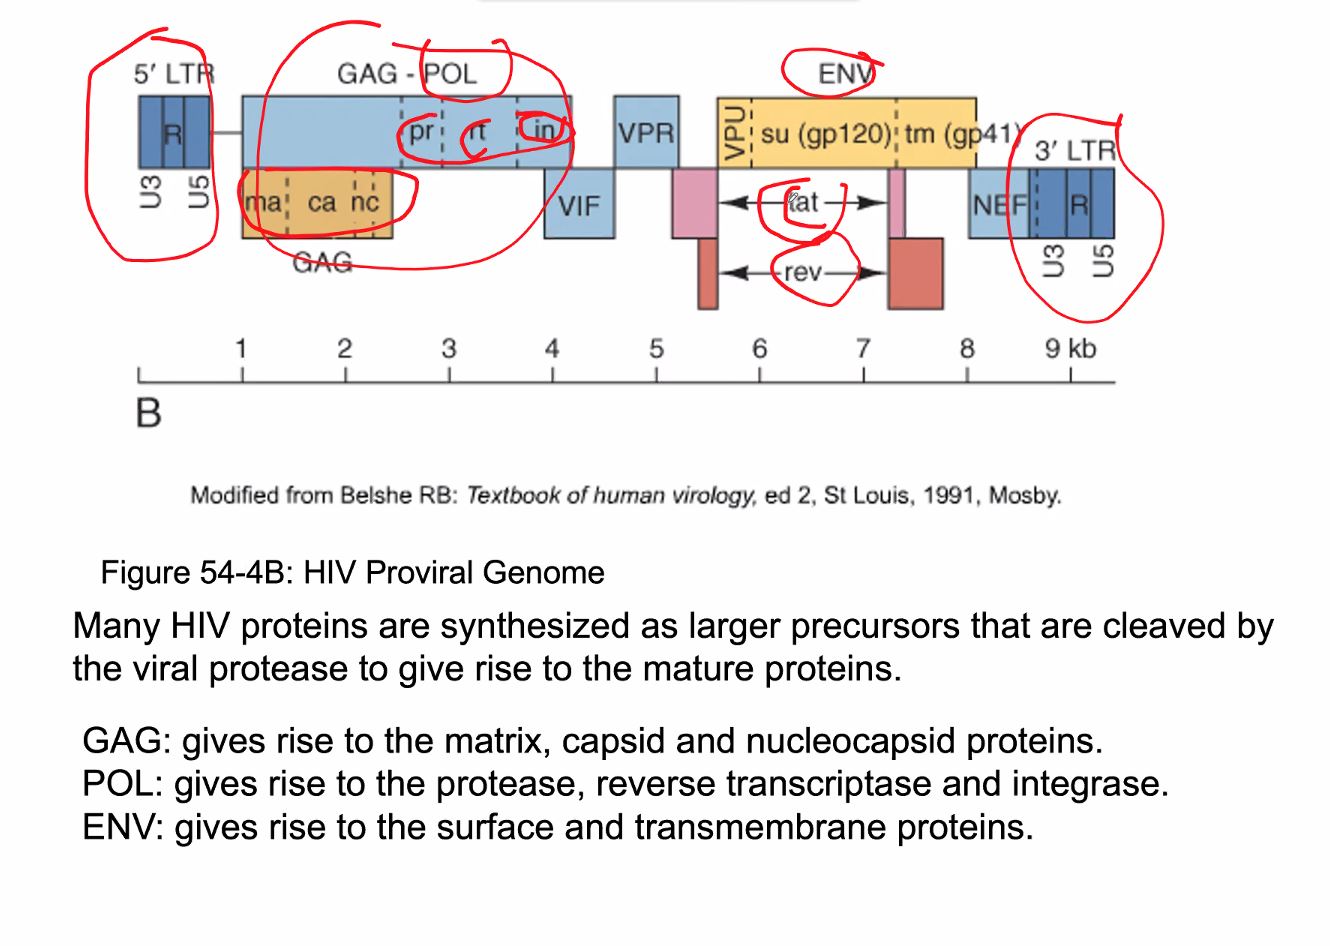 5′ LTR GAG - POL ENV
R pr rt in VPR VPU su (gp120) tm (gp41) 3′ LTR
U3 U5 ma ca nc VIF tat NEF R
GAG rev U3 U5
1 2 3 4 5 6 7 8 9 kb
B
Modified from Belshe RB: Textbook of human virology, ed 2, St Louis, 1991, Mosby.
Figure 54-4B: HIV Proviral Genome
Many HIV proteins are synthesized as larger precursors that are cleaved by
the viral protease to give rise to the mature proteins.
GAG: gives rise to the matrix, capsid and nucleocapsid proteins.
POL: gives rise to the protease, reverse transcriptase and integrase.
ENV: gives rise to the surface and transmembrane proteins.